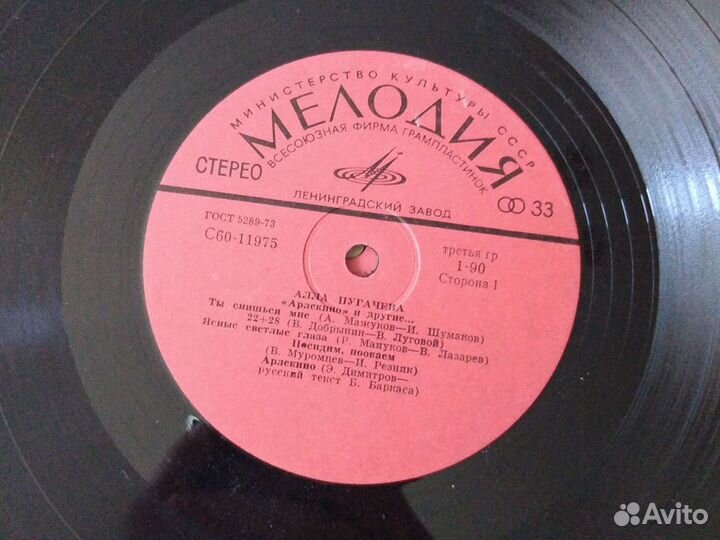 МИНИСТЕРСТВО КУЛЬТУРЫ СССР
МЕЛОДИЯ
ВСЕСОЮЗНАЯ ФИРМА ГРАМПЛАСТИНОК
СТЕРЕО
ЛЕНИНГРАДСКИЙ ЗАВОД
33
ГОСТ 5289-73
С60-11975
третья гр
1-90
Сторона 1
АЛЛА ПУГАЧЕВА
«Арлекино» и другие...
Ты снишься мне (А. Мажуков—И. Шумаков)
22+28 (В. Добрынин—В. Луговой)
Ясные светлые глаза (Р. Мануков—В. Лазарев)
Посидим, поокаем
(В. Муромцев—И. Резник)
Арлекино (Э. Димитров—
русский текст Б. Баркаса)
Avito